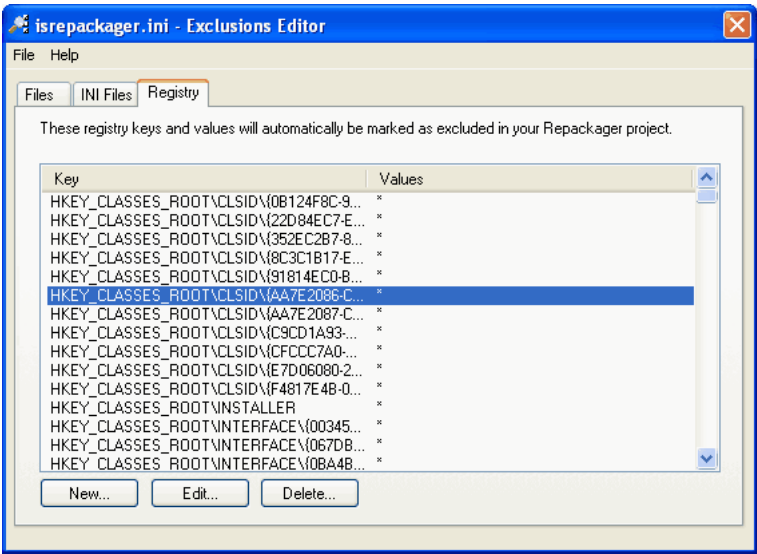 isrepackager.ini - Exclusions Editor
File Help
Files INI Files Registry
These registry keys and values will automatically be marked as excluded in your Repackager project.
Key Values
HKEY_CLASSES_ROOT\CLSID\{0B124F8C-9... *
HKEY_CLASSES_ROOT\CLSID\{22D84EC7-E... *
HKEY_CLASSES_ROOT\CLSID\{352EC2B7-8... *
HKEY_CLASSES_ROOT\CLSID\{8C3C1B17-E... *
HKEY_CLASSES_ROOT\CLSID\{91814EC0-B... *
HKEY_CLASSES_ROOT\CLSID\{AA7E2086-C... *
HKEY_CLASSES_ROOT\CLSID\{AA7E2087-C... *
HKEY_CLASSES_ROOT\CLSID\{C9CD1A93-... *
HKEY_CLASSES_ROOT\CLSID\{CFCCC7A0-... *
HKEY_CLASSES_ROOT\CLSID\{E7D06080-2... *
HKEY_CLASSES_ROOT\CLSID\{F4817E4B-0... *
HKEY_CLASSES_ROOT\INSTALLER *
HKEY_CLASSES_ROOT\INTERFACE\{00345... *
HKEY_CLASSES_ROOT\INTERFACE\{067DB... *
HKEY_CLASSES_ROOT\INTERFACE\{0BA4B... *
New... Edit... Delete...